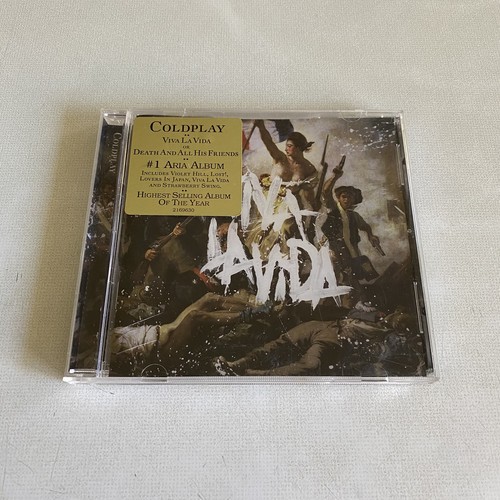 COLDPLAY
VIVA LA VIDA
OR
DEATH AND ALL HIS FRIENDS
#1 ARIA ALBUM
INCLUDES VIOLET HILL, LOST!,
LOVERS IN JAPAN, VIVA LA VIDA
AND STRAWBERRY SWING.
HIGHEST SELLING ALBUM
OF THE YEAR
2169630
VIVA
LA VIDA
COLDPLAY